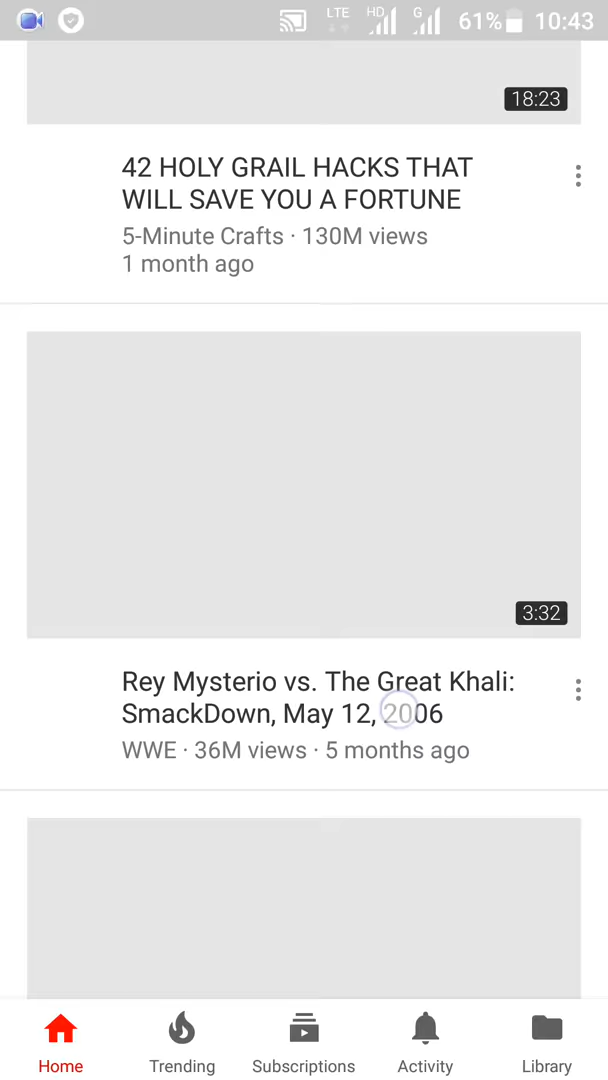 LTE HD G 61% 10:43
18:23
42 HOLY GRAIL HACKS THAT
WILL SAVE YOU A FORTUNE
5-Minute Crafts · 130M views
1 month ago
3:32
Rey Mysterio vs. The Great Khali:
SmackDown, May 12, 2006
WWE · 36M views · 5 months ago
Home Trending Subscriptions Activity Library